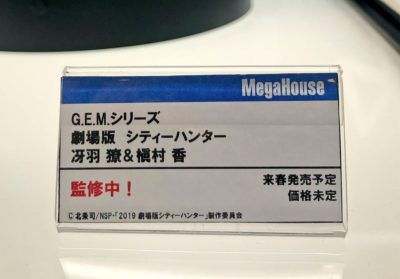 MegaHouse
G.E.M.シリーズ
劇場版 シティーハンター
冴羽 獠＆槇村 香
監修中！
来春発売予定
価格未定
©北条司/NSP・「2019 劇場版シティーハンター」製作委員会